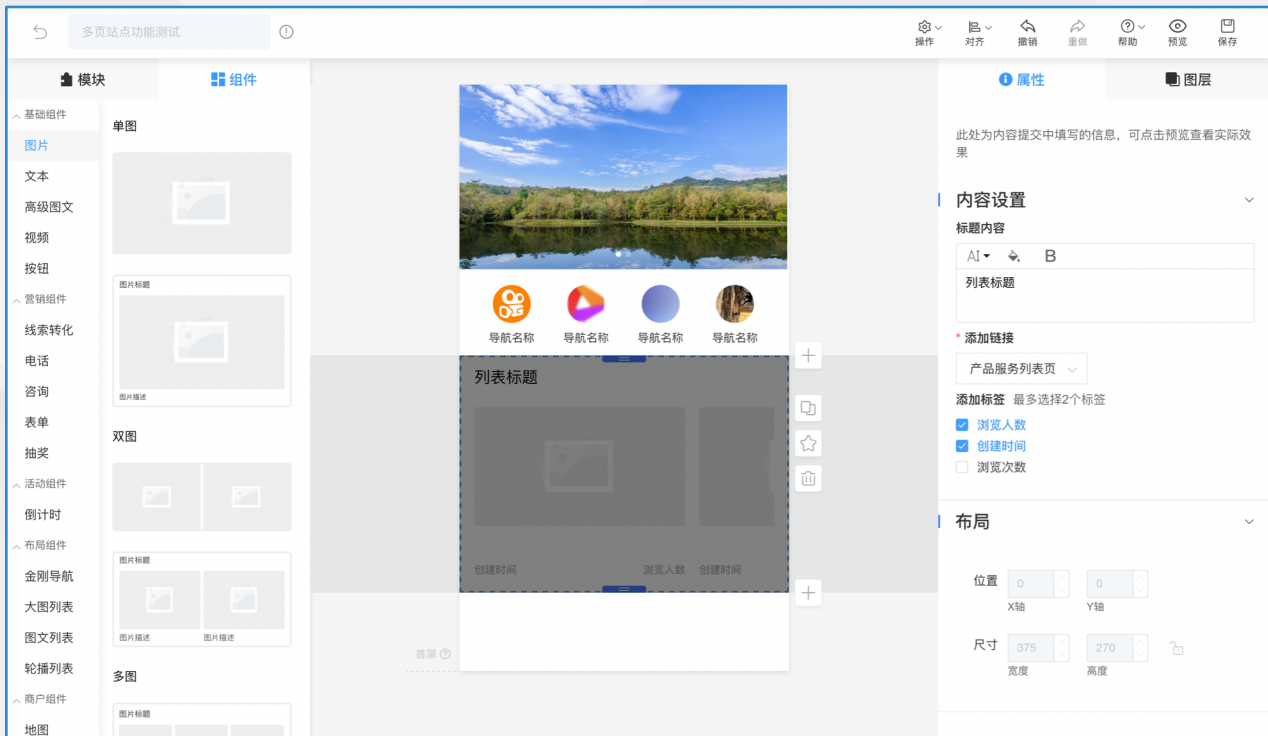 多页站点功能测试
操作
对齐
撤销
重做
帮助
预览
保存
模块
组件
基础组件
图片
文本
高级图文
视频
按钮
营销组件
线索转化
电话
咨询
表单
抽奖
活动组件
倒计时
布局组件
金刚导航
大图列表
图文列表
轮播列表
商户组件
地图
单图
图片标题
图片描述
双图
图片标题
图片描述 图片描述
多图
图片标题
导航名称 导航名称 导航名称 导航名称
列表标题
创建时间 浏览人数 创建时间
首屏
属性
图层
此处为内容提交中填写的信息，可点击预览查看实际效
果
内容设置
标题内容
AI B
列表标题
* 添加链接
产品服务列表页
添加标签 最多选择2个标签
浏览人数
创建时间
浏览次数
布局
位置 0 0
X轴 Y轴
尺寸 375 270
宽度 高度